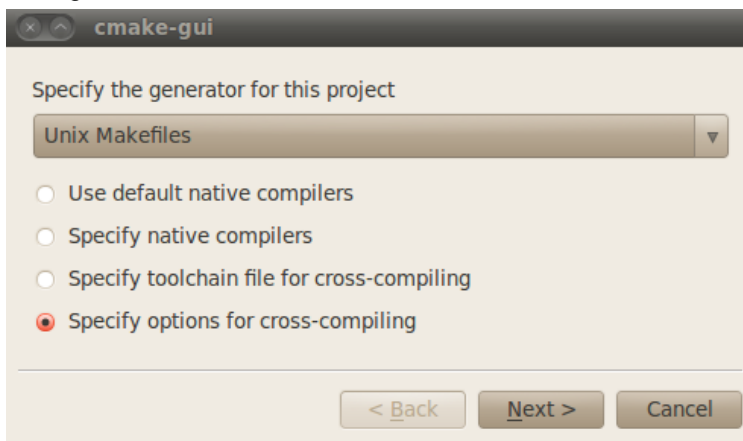 cmake-gui
Specify the generator for this project
Unix Makefiles
Use default native compilers
Specify native compilers
Specify toolchain file for cross-compiling
Specify options for cross-compiling
< Back Next > Cancel